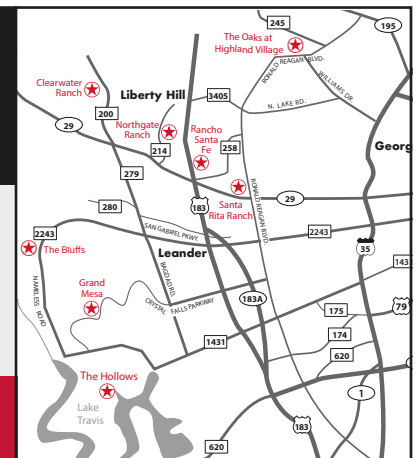 245
195
The Oaks at
Highland Village
RONALD REAGAN BLVD.
WILLIAMS DR.
Clearwater
Ranch
Liberty Hill
3405
N. LAKE RD.
200
29
Northgate
Ranch
Rancho
Santa
Fe
214
258
Georg
279
183
Santa
Rita Ranch
RONALD REAGAN BLVD.
29
280
SAN GABRIEL PKWY.
2243
2243
The Bluffs
Leander
35
BAGDAD RD.
143
NAMELESS ROAD
Grand
Mesa
CRYSTAL FALLS PARKWAY
183A
175
79
174
1431
620
The Hollows
1
Lake
Travis
183
620